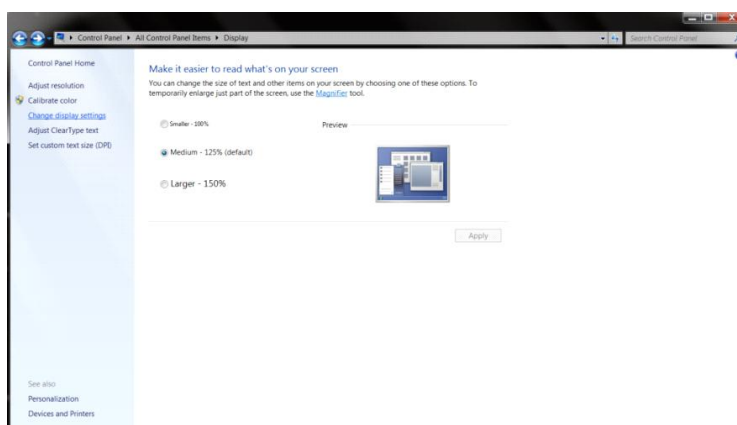 Control Panel ▸ All Control Panel Items ▸ Display
Search Control Panel
Control Panel Home
Adjust resolution
Calibrate color
Change display settings
Adjust ClearType text
Set custom text size (DPI)
Make it easier to read what's on your screen
You can change the size of text and other items on your screen by choosing one of these options. To
temporarily enlarge just part of the screen, use the Magnifier tool.
Smaller - 100%
Preview
Medium - 125% (default)
Larger - 150%
Apply
See also
Personalization
Devices and Printers